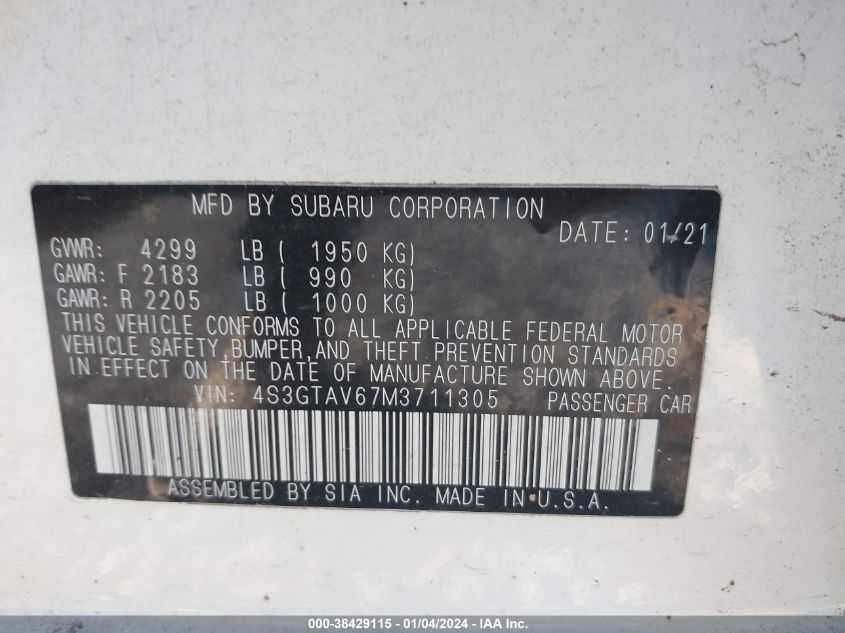 MFD BY SUBARU CORPORATION
DATE: 01/21
GVWR: 4299 LB ( 1950 KG)
GAWR: F 2183 LB ( 990 KG)
GAWR: R 2205 LB ( 1000 KG)
THIS VEHICLE CONFORMS TO ALL APPLICABLE FEDERAL MOTOR
VEHICLE SAFETY, BUMPER, AND THEFT PREVENTION STANDARDS
IN EFFECT ON THE DATE OF MANUFACTURE SHOWN ABOVE.
VIN: 4S3GTAV67M3711305 PASSENGER CAR
ASSEMBLED BY SIA INC. MADE IN U.S.A.
000-38429115 - 01/04/2024 - IAA Inc.